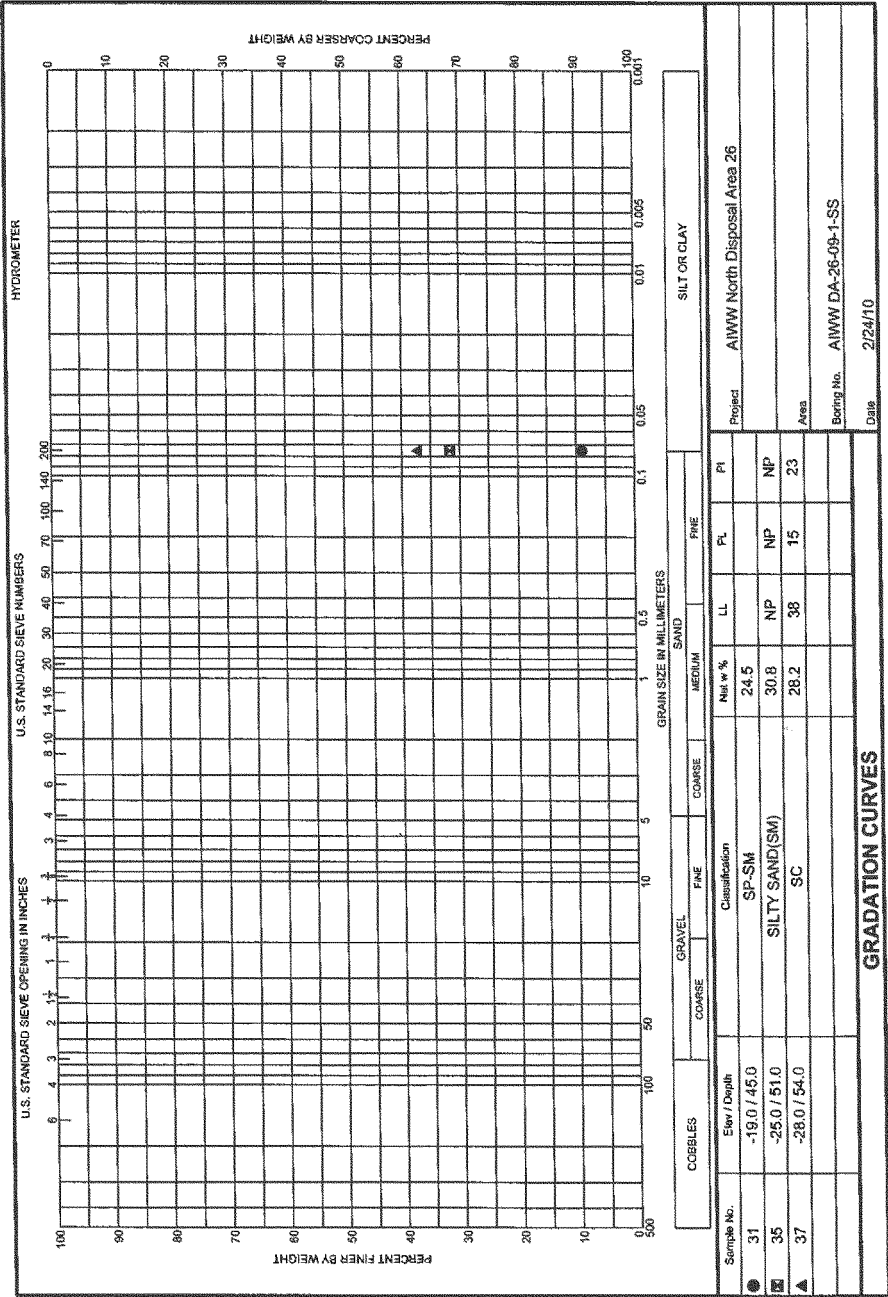 U.S. STANDARD SIEVE OPENING IN INCHES
U.S. STANDARD SIEVE NUMBERS
HYDROMETER
6 4 3 2 1 1/2 1 3/4 1/2 3/8 3 4 6 8 10 14 16 20 30 40 50 70 100 140 200
PERCENT FINER BY WEIGHT
100
90
80
70
60
50
40
30
20
10
0
PERCENT COARSER BY WEIGHT
0
10
20
30
40
50
60
70
80
90
100
500 100 50 10 5 1 0.5 0.1 0.05 0.01 0.005 0.001
GRAIN SIZE IN MILLIMETERS
COBBLES
GRAVEL
COARSE FINE
SAND
COARSE MEDIUM FINE
SILT OR CLAY
Sample No. Elev / Depth Classification Nat w % LL PL PI
31 -19.0 / 45.0 SP-SM 24.5
35 -25.0 / 51.0 SILTY SAND(SM) 30.8 NP NP NP
37 -28.0 / 54.0 SC 28.2 38 15 23
Project AIWW North Disposal Area 26
Area
Boring No. AIWW DA-26-09-1-SS
Date 2/24/10
GRADATION CURVES